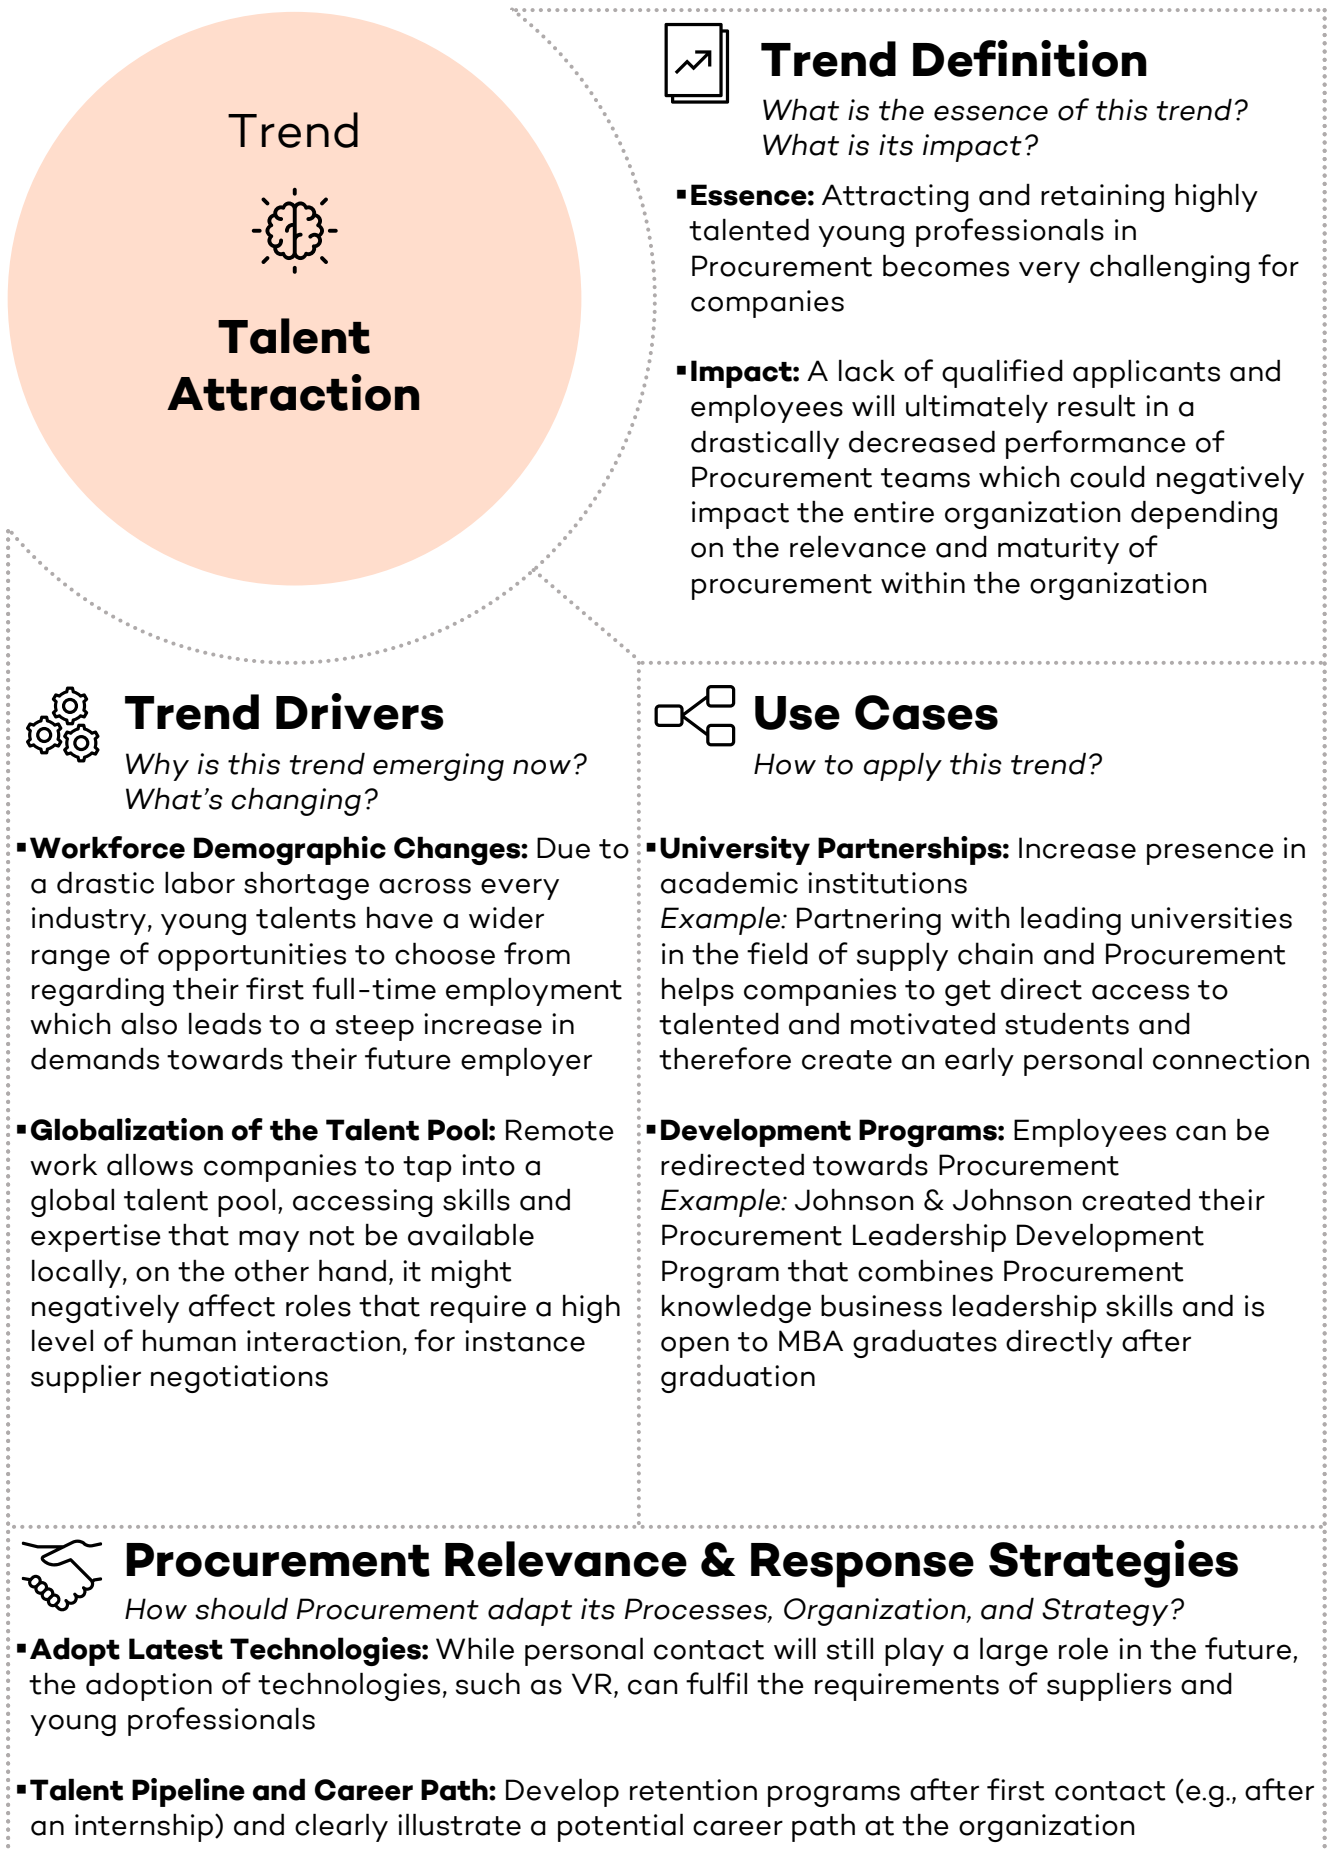 Trend
Talent
Attraction
Trend Definition
What is the essence of this trend?
What is its impact?
▪Essence: Attracting and retaining highly
talented young professionals in
Procurement becomes very challenging for
companies
▪Impact: A lack of qualified applicants and
employees will ultimately result in a
drastically decreased performance of
Procurement teams which could negatively
impact the entire organization depending
on the relevance and maturity of
procurement within the organization
Trend Drivers
Why is this trend emerging now?
What's changing?
▪Workforce Demographic Changes: Due to
a drastic labor shortage across every
industry, young talents have a wider
range of opportunities to choose from
regarding their first full-time employment
which also leads to a steep increase in
demands towards their future employer
▪Globalization of the Talent Pool: Remote
work allows companies to tap into a
global talent pool, accessing skills and
expertise that may not be available
locally, on the other hand, it might
negatively affect roles that require a high
level of human interaction, for instance
supplier negotiations
Use Cases
How to apply this trend?
▪University Partnerships: Increase presence in
academic institutions
Example: Partnering with leading universities
in the field of supply chain and Procurement
helps companies to get direct access to
talented and motivated students and
therefore create an early personal connection
▪Development Programs: Employees can be
redirected towards Procurement
Example: Johnson & Johnson created their
Procurement Leadership Development
Program that combines Procurement
knowledge business leadership skills and is
open to MBA graduates directly after
graduation
Procurement Relevance & Response Strategies
How should Procurement adapt its Processes, Organization, and Strategy?
▪Adopt Latest Technologies: While personal contact will still play a large role in the future,
the adoption of technologies, such as VR, can fulfil the requirements of suppliers and
young professionals
▪Talent Pipeline and Career Path: Develop retention programs after first contact (e.g., after
an internship) and clearly illustrate a potential career path at the organization